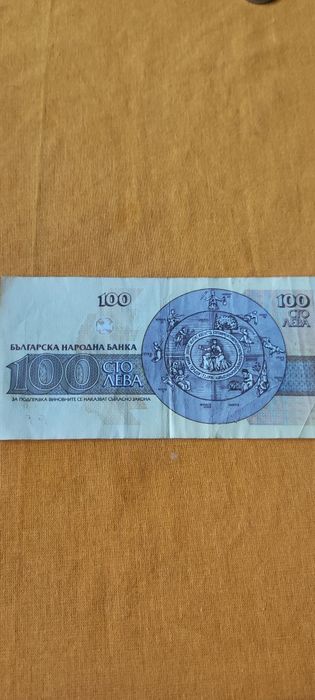 100
100
СТО
ЛЕВА
БЪЛГАРСКА НАРОДНА БАНКА
100 СТО
ЛЕВА
ЗА ПОДПРАВКА ВИНОВНИТЕ СЕ НАКАЗВАТ СЪГЛАСНО ЗАКОНА